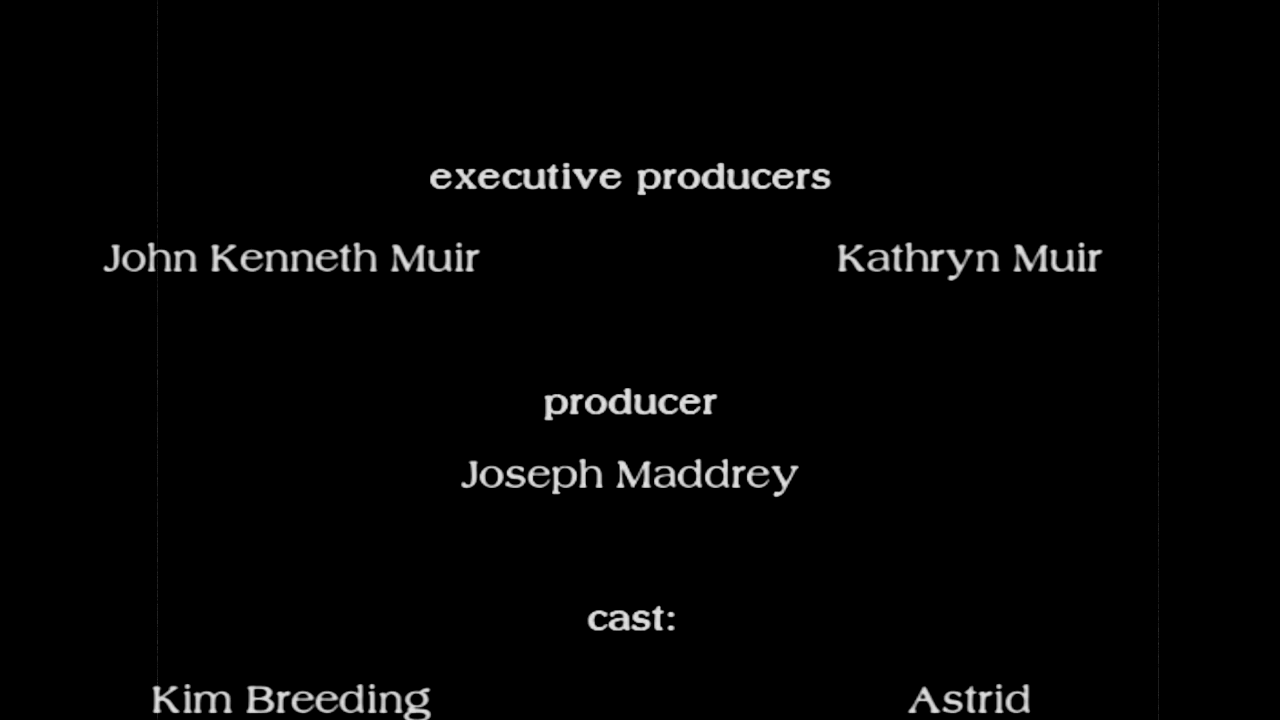 executive producers
John Kenneth Muir Kathryn Muir
producer
Joseph Maddrey
cast:
Kim Breeding Astrid